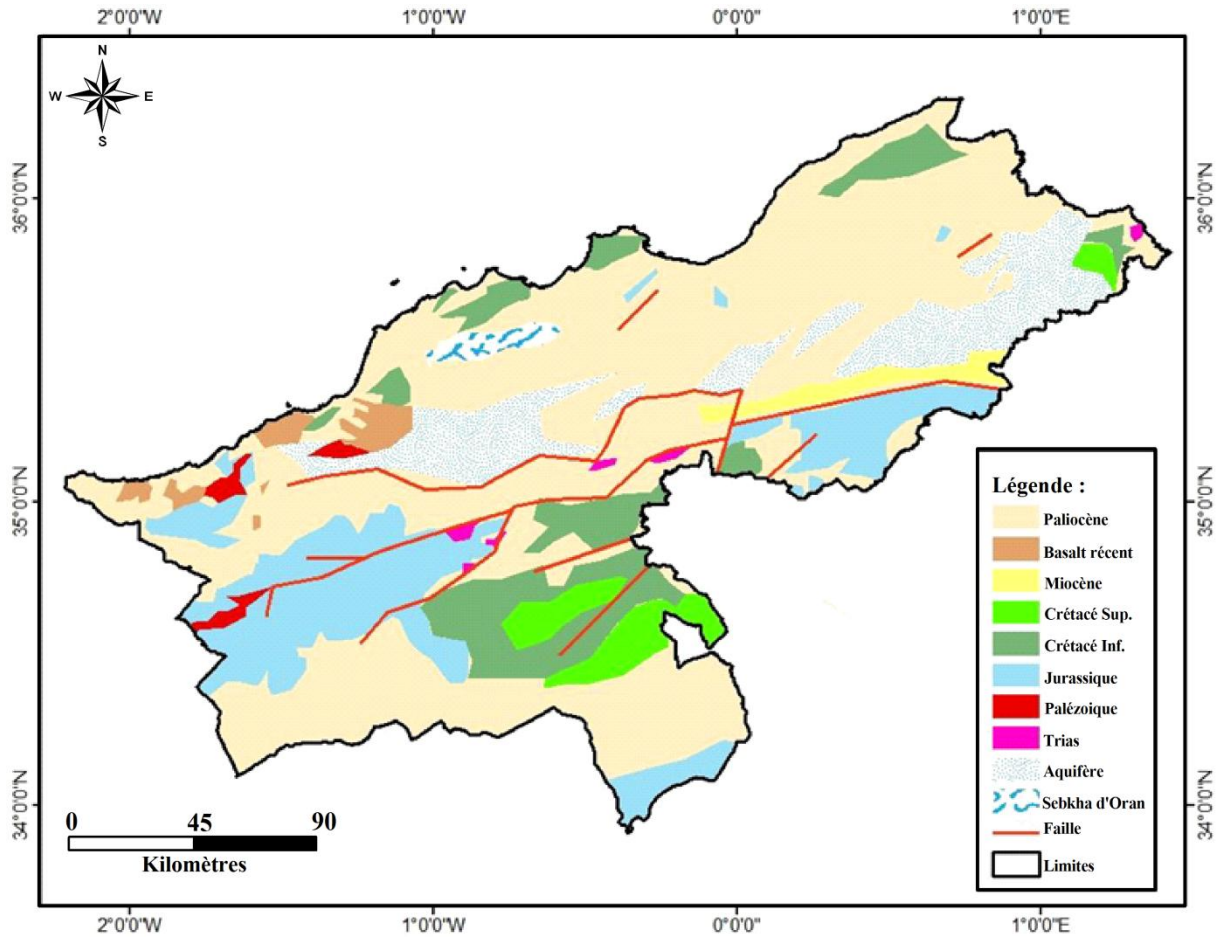 2°0'0"W 1°0'0"W 0°0'0" 1°0'0"E
N
W E
S
36°0'0"N 36°0'0"N
35°0'0"N 35°0'0"N
34°0'0"N 34°0'0"N
Légende :
Paliocène
Basalt récent
Miocène
Crétacé Sup.
Crétacé Inf.
Jurassique
Palézoique
Trias
Aquifère
Sebkha d'Oran
Faille
Limites
0 45 90
Kilomètres
2°0'0"W 1°0'0"W 0°0'0" 1°0'0"E